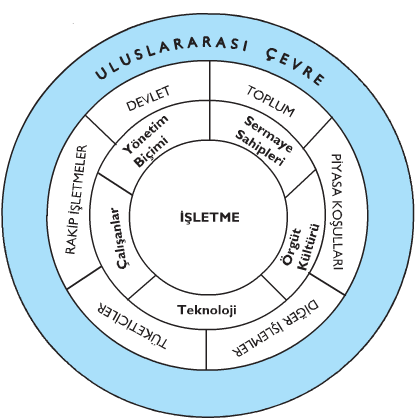 ULUSLARARASI ÇEVRE
DEVLET
TOPLUM
PİYASA KOŞULLARI
DİĞER İŞLEMLER
TÜKETİCİLER
RAKİP İŞLETMELER
Yönetim
Biçimi
Sermaye
Sahipleri
Örgüt
Kültürü
Teknoloji
Çalışanlar
İŞLETME